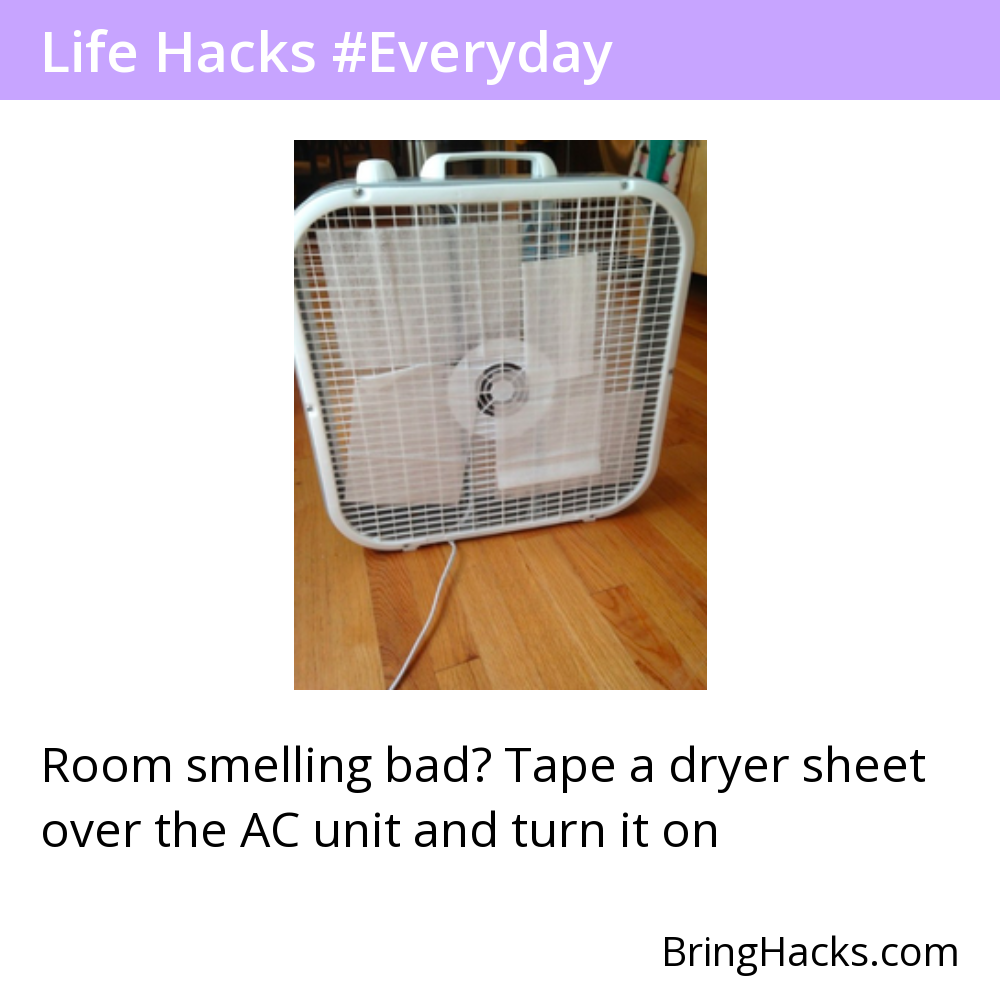 Life Hacks #Everyday
Room smelling bad? Tape a dryer sheet
over the AC unit and turn it on
BringHacks.com